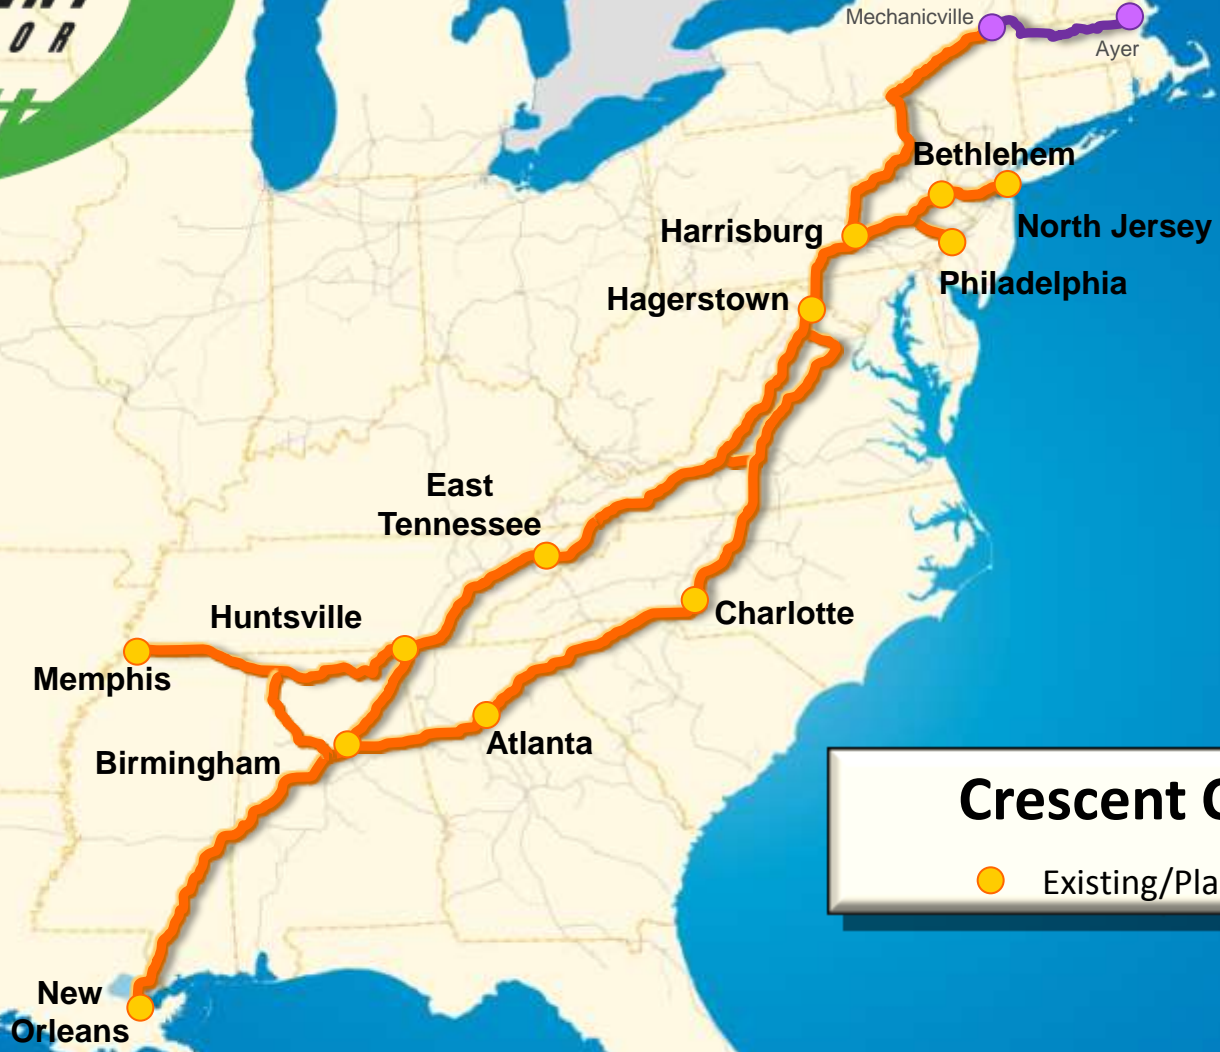 O R
Mechanicville
Ayer
Bethlehem
Harrisburg
North Jersey
Philadelphia
Hagerstown
East
Tennessee
Huntsville
Charlotte
Memphis
Atlanta
Birmingham
Crescent
Existing/Pla
New
Orleans